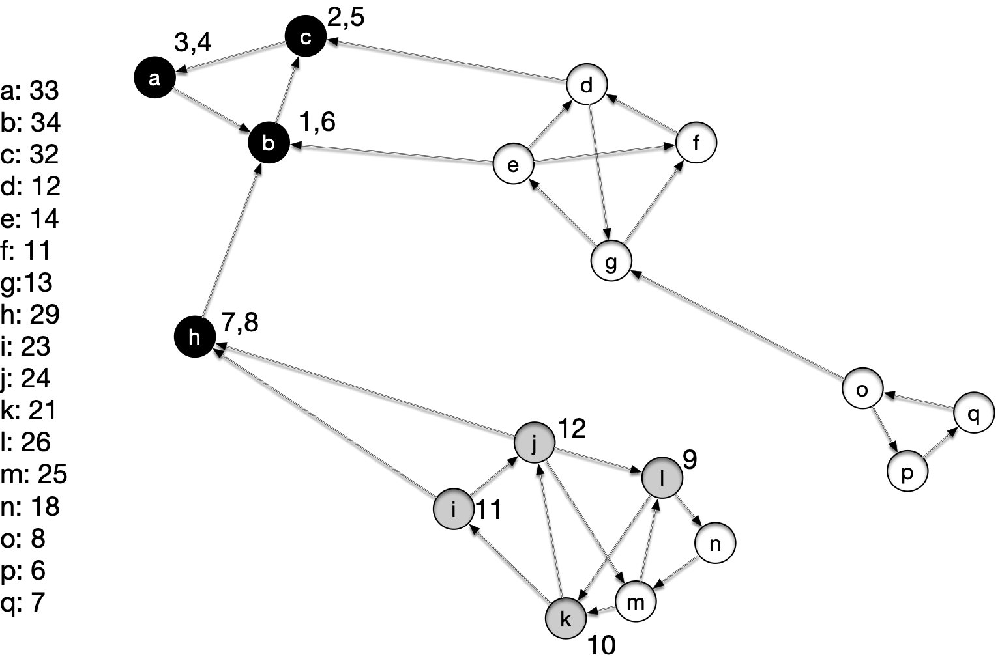 a: 33
b: 34
c: 32
d: 12
e: 14
f: 11
g:13
h: 29
i: 23
j: 24
k: 21
l: 26
m: 25
n: 18
o: 8
p: 6
q: 7
c 2,5
3,4
a
d
b 1,6
f
e
g
h 7,8
o
q
j 12
p
l 9
i 11
n
m
k
10